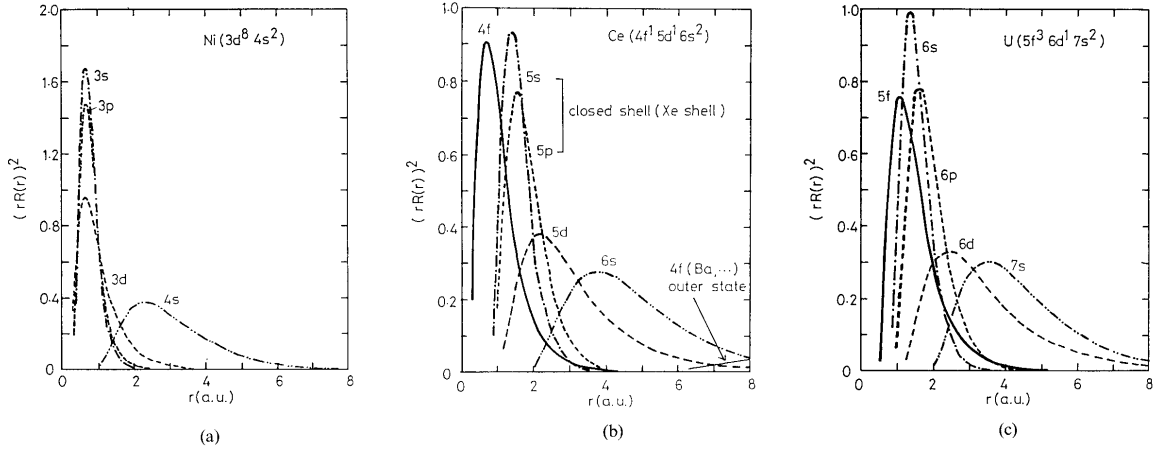 2.0
1.6
1.2
0.8
0.4
0
(rR(r))²
Ni(3d⁸ 4s²)
3s
3p
3d
4s
0 2 4 6 8
r(a.u.)
(a)
1.0
0.8
0.6
0.4
0.2
0
(rR(r))²
Ce(4f¹ 5d¹ 6s²)
4f
5s
closed shell (Xe shell)
5p
5d
6s
4f(Ba,...)
outer state
0 2 4 6 8
r(a.u.)
(b)
1.0
0.8
0.6
0.4
0.2
0
(rR(r))²
U(5f³ 6d¹ 7s²)
6s
5f
6p
6d
7s
0 2 4 6 8
r(a.u.)
(c)